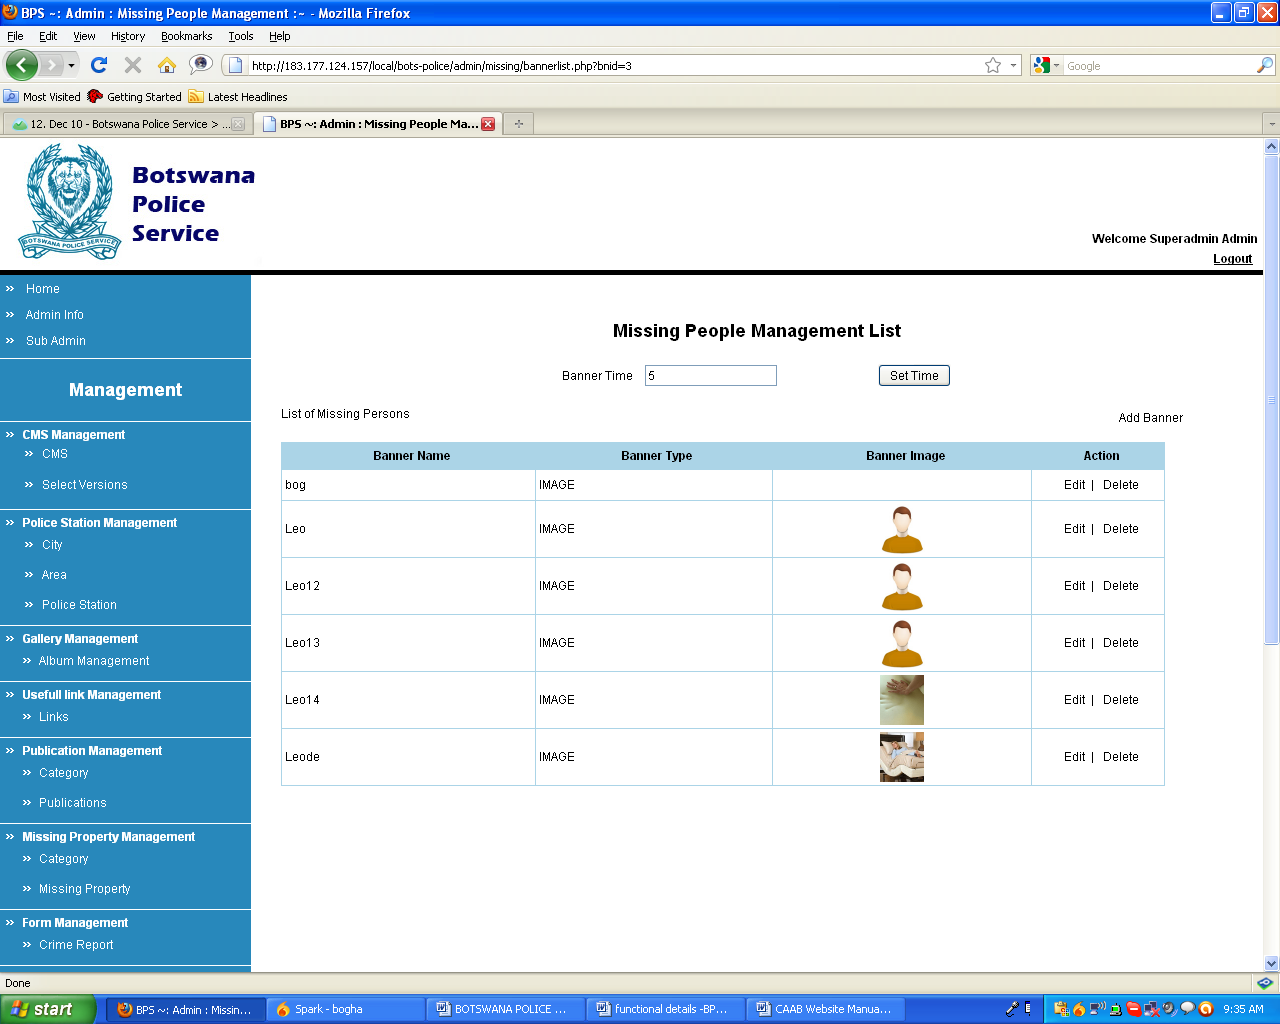 BPS ~: Admin : Missing People Management :~ - Mozilla Firefox
File Edit View History Bookmarks Tools Help
http://183.177.124.157/local/bots-police/admin/missing/bannerlist.php?bnid=3
Google
Most Visited Getting Started Latest Headlines
12. Dec 10 - Botswana Police Service > ...
BPS ~: Admin : Missing People Ma...
BOTSWANA POLICE SERVICE
Botswana
Police
Service
Welcome Superadmin Admin
Logout
» Home
» Admin Info
» Sub Admin
Management
» CMS Management
» CMS
» Select Versions
» Police Station Management
» City
» Area
» Police Station
» Gallery Management
» Album Management
» Usefull link Management
» Links
» Publication Management
» Category
» Publications
» Missing Property Management
» Category
» Missing Property
» Form Management
» Crime Report
Missing People Management List
Banner Time 5 Set Time
List of Missing Persons
Add Banner
Banner Name Banner Type Banner Image Action
bog IMAGE Edit | Delete
Leo IMAGE Edit | Delete
Leo12 IMAGE Edit | Delete
Leo13 IMAGE Edit | Delete
Leo14 IMAGE Edit | Delete
Leode IMAGE Edit | Delete
Done
start
BPS ~: Admin : Missin...
Spark - bogha
BOTSWANA POLICE ...
functional details -BP...
CAAB Website Manua...
9:35 AM